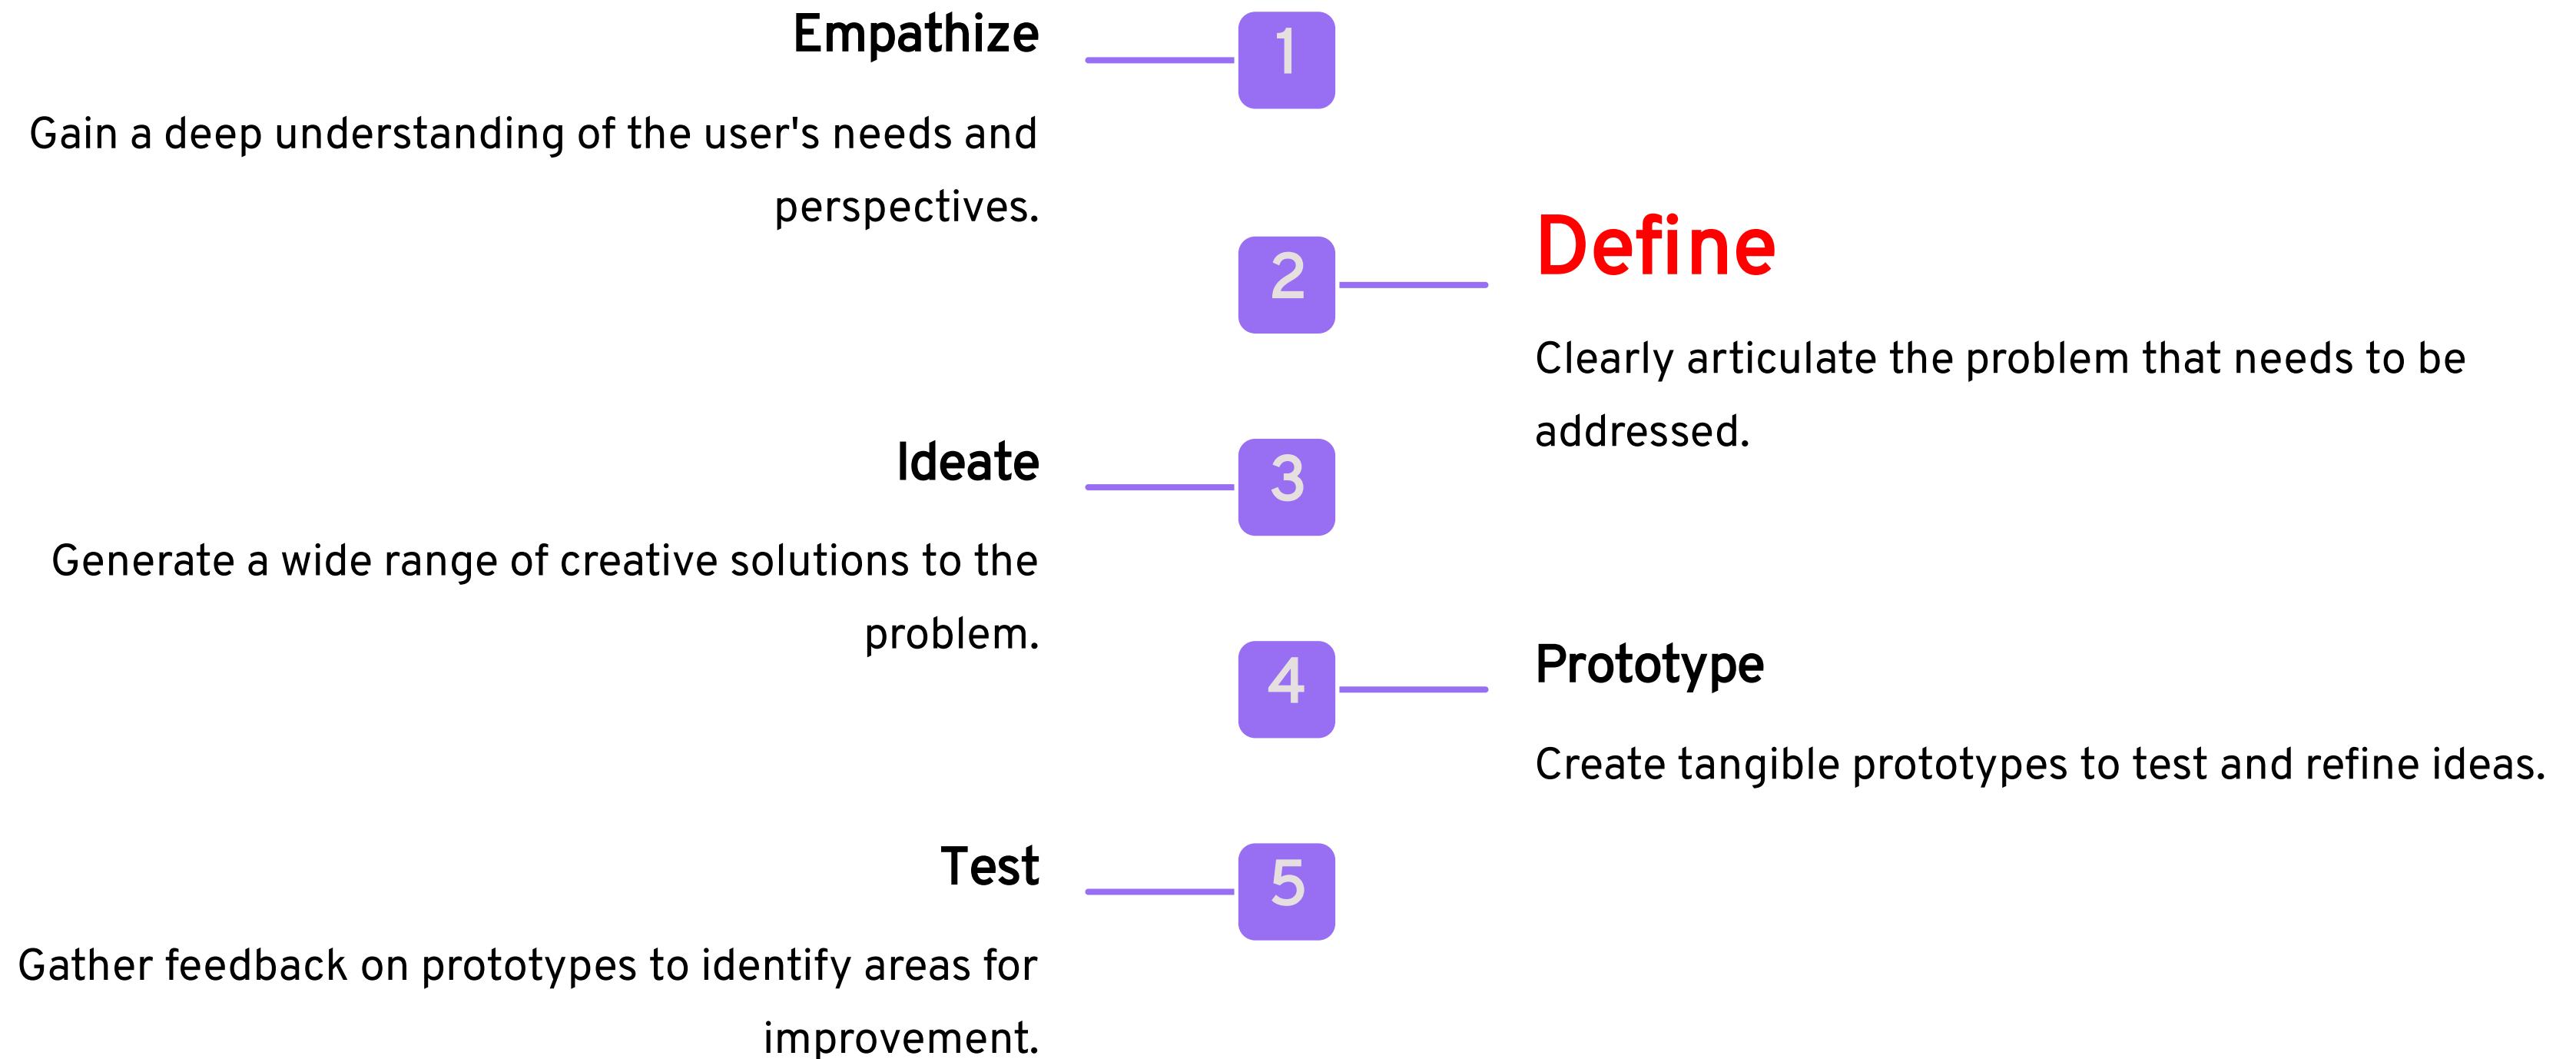 Empathize
1
Gain a deep understanding of the user's needs and
perspectives.
Define
2
Clearly articulate the problem that needs to be
addressed.
Ideate
3
Generate a wide range of creative solutions to the
problem.
Prototype
4
Create tangible prototypes to test and refine ideas.
Test
5
Gather feedback on prototypes to identify areas for
improvement.